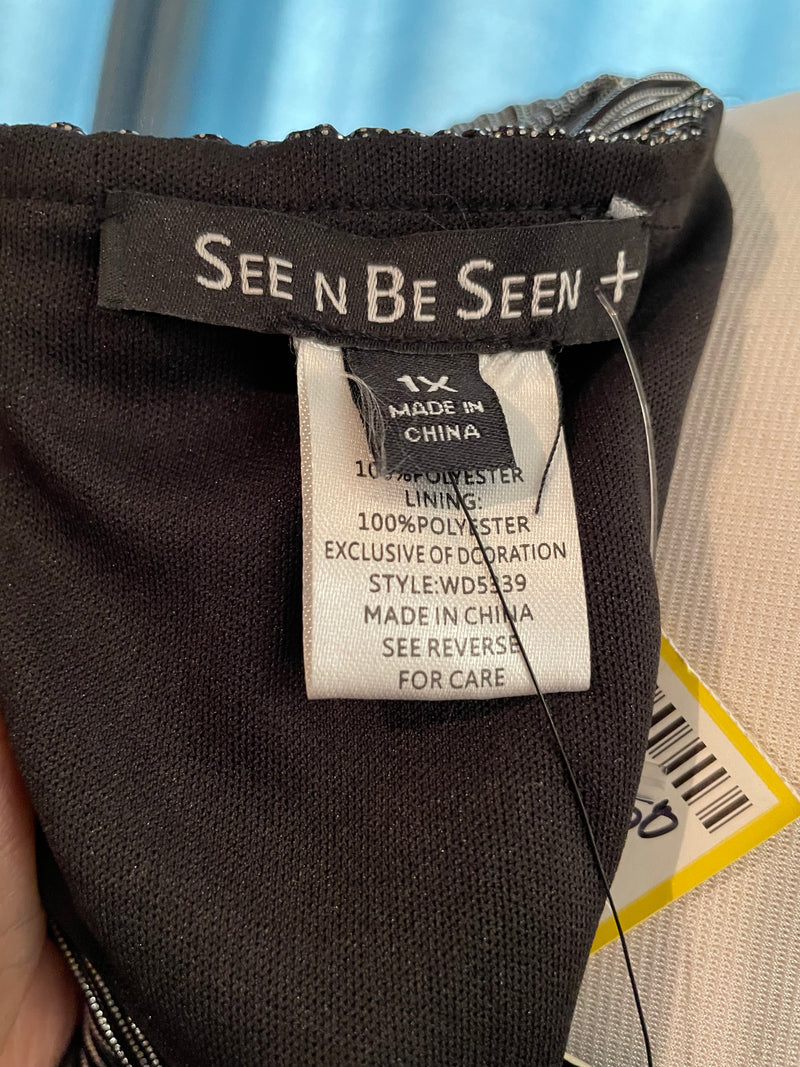 SEE N BE SEEN +
1X
MADE IN
CHINA
100%POLYESTER
LINING:
100%POLYESTER
EXCLUSIVE OF DCORATION
STYLE:WD5339
MADE IN CHINA
SEE REVERSE
FOR CARE